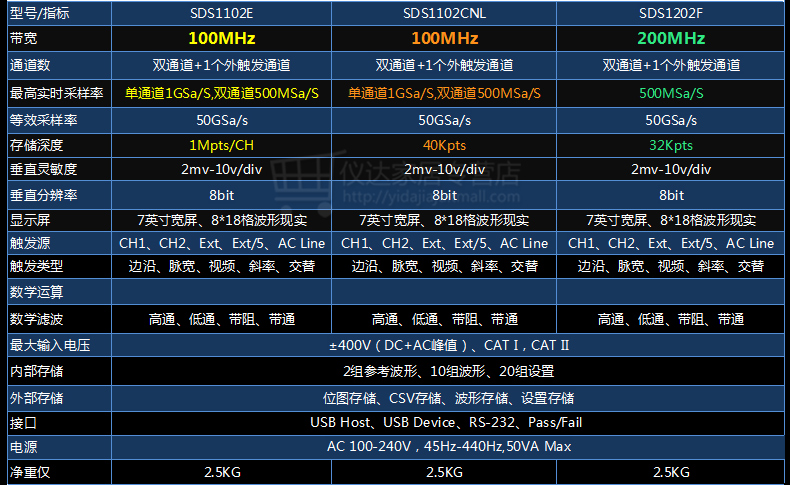 型号/指标 SDS1102E SDS1102CNL SDS1202F
带宽 100MHz 100MHz 200MHz
通道数 双通道+1个外触发通道 双通道+1个外触发通道 双通道+1个外触发通道
最高实时采样率 单通道1GSa/S,双通道500MSa/S 单通道1GSa/S,双通道500MSa/S 500MSa/S
等效采样率 50GSa/s 50GSa/s 50GSa/s
存储深度 1Mpts/CH 40Kpts 32Kpts
垂直灵敏度 2mv-10v/div 2mv-10v/div 2mv-10v/div
垂直分辨率 8bit 8bit 8bit
显示屏 7英寸宽屏、8*18格波形现实 7英寸宽屏、8*18格波形现实 7英寸宽屏、8*18格波形现实
触发源 CH1、CH2、Ext、Ext/5、AC Line CH1、CH2、Ext、Ext/5、AC Line CH1、CH2、Ext、Ext/5、AC Line
触发类型 边沿、脉宽、视频、斜率、交替 边沿、脉宽、视频、斜率、交替 边沿、脉宽、视频、斜率、交替
数学运算
数学滤波 高通、低通、带阻、带通 高通、低通、带阻、带通 高通、低通、带阻、带通
最大输入电压 ±400V（DC+AC峰值）、CAT I，CAT II
内部存储 2组参考波形、10组波形、20组设置
外部存储 位图存储、CSV存储、波形存储、设置存储
接口 USB Host、USB Device、RS-232、Pass/Fail
电源 AC 100-240V，45Hz-440Hz,50VA Max
净重仅 2.5KG 2.5KG 2.5KG